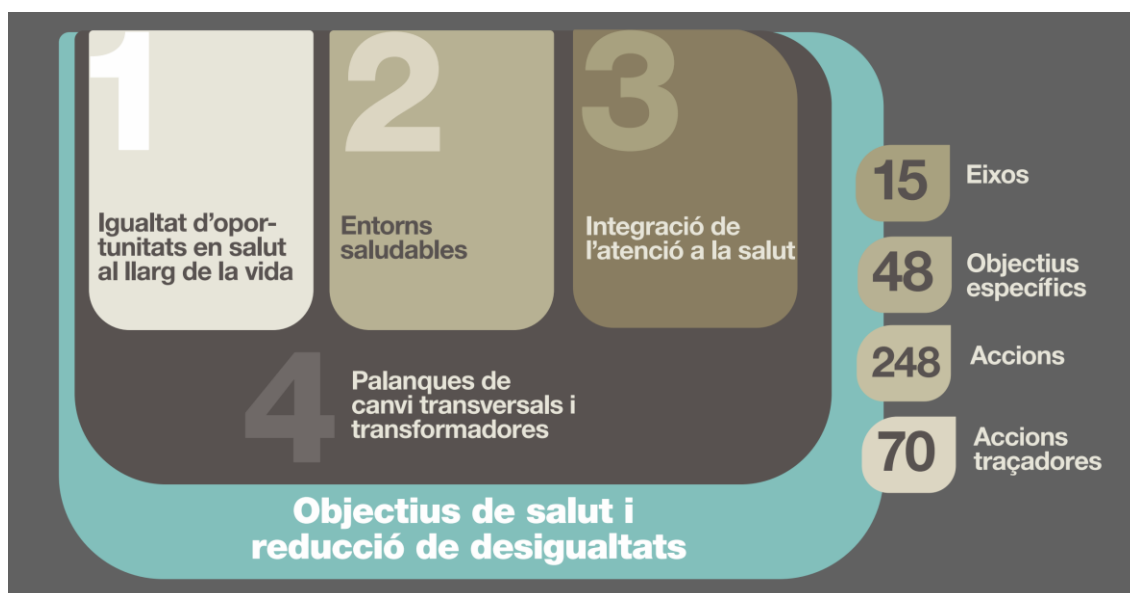 1
Igualtat d’opor-
tunitats en salut
al llarg de la vida
2
Entorns
saludables
3
Integració de
l’atenció a la salut
4
Palanques de
canvi transversals i
transformadores
Objectius de salut i
reducció de desigualtats
15
Eixos
48
Objectius
específics
248
Accions
70
Accions
traçadores